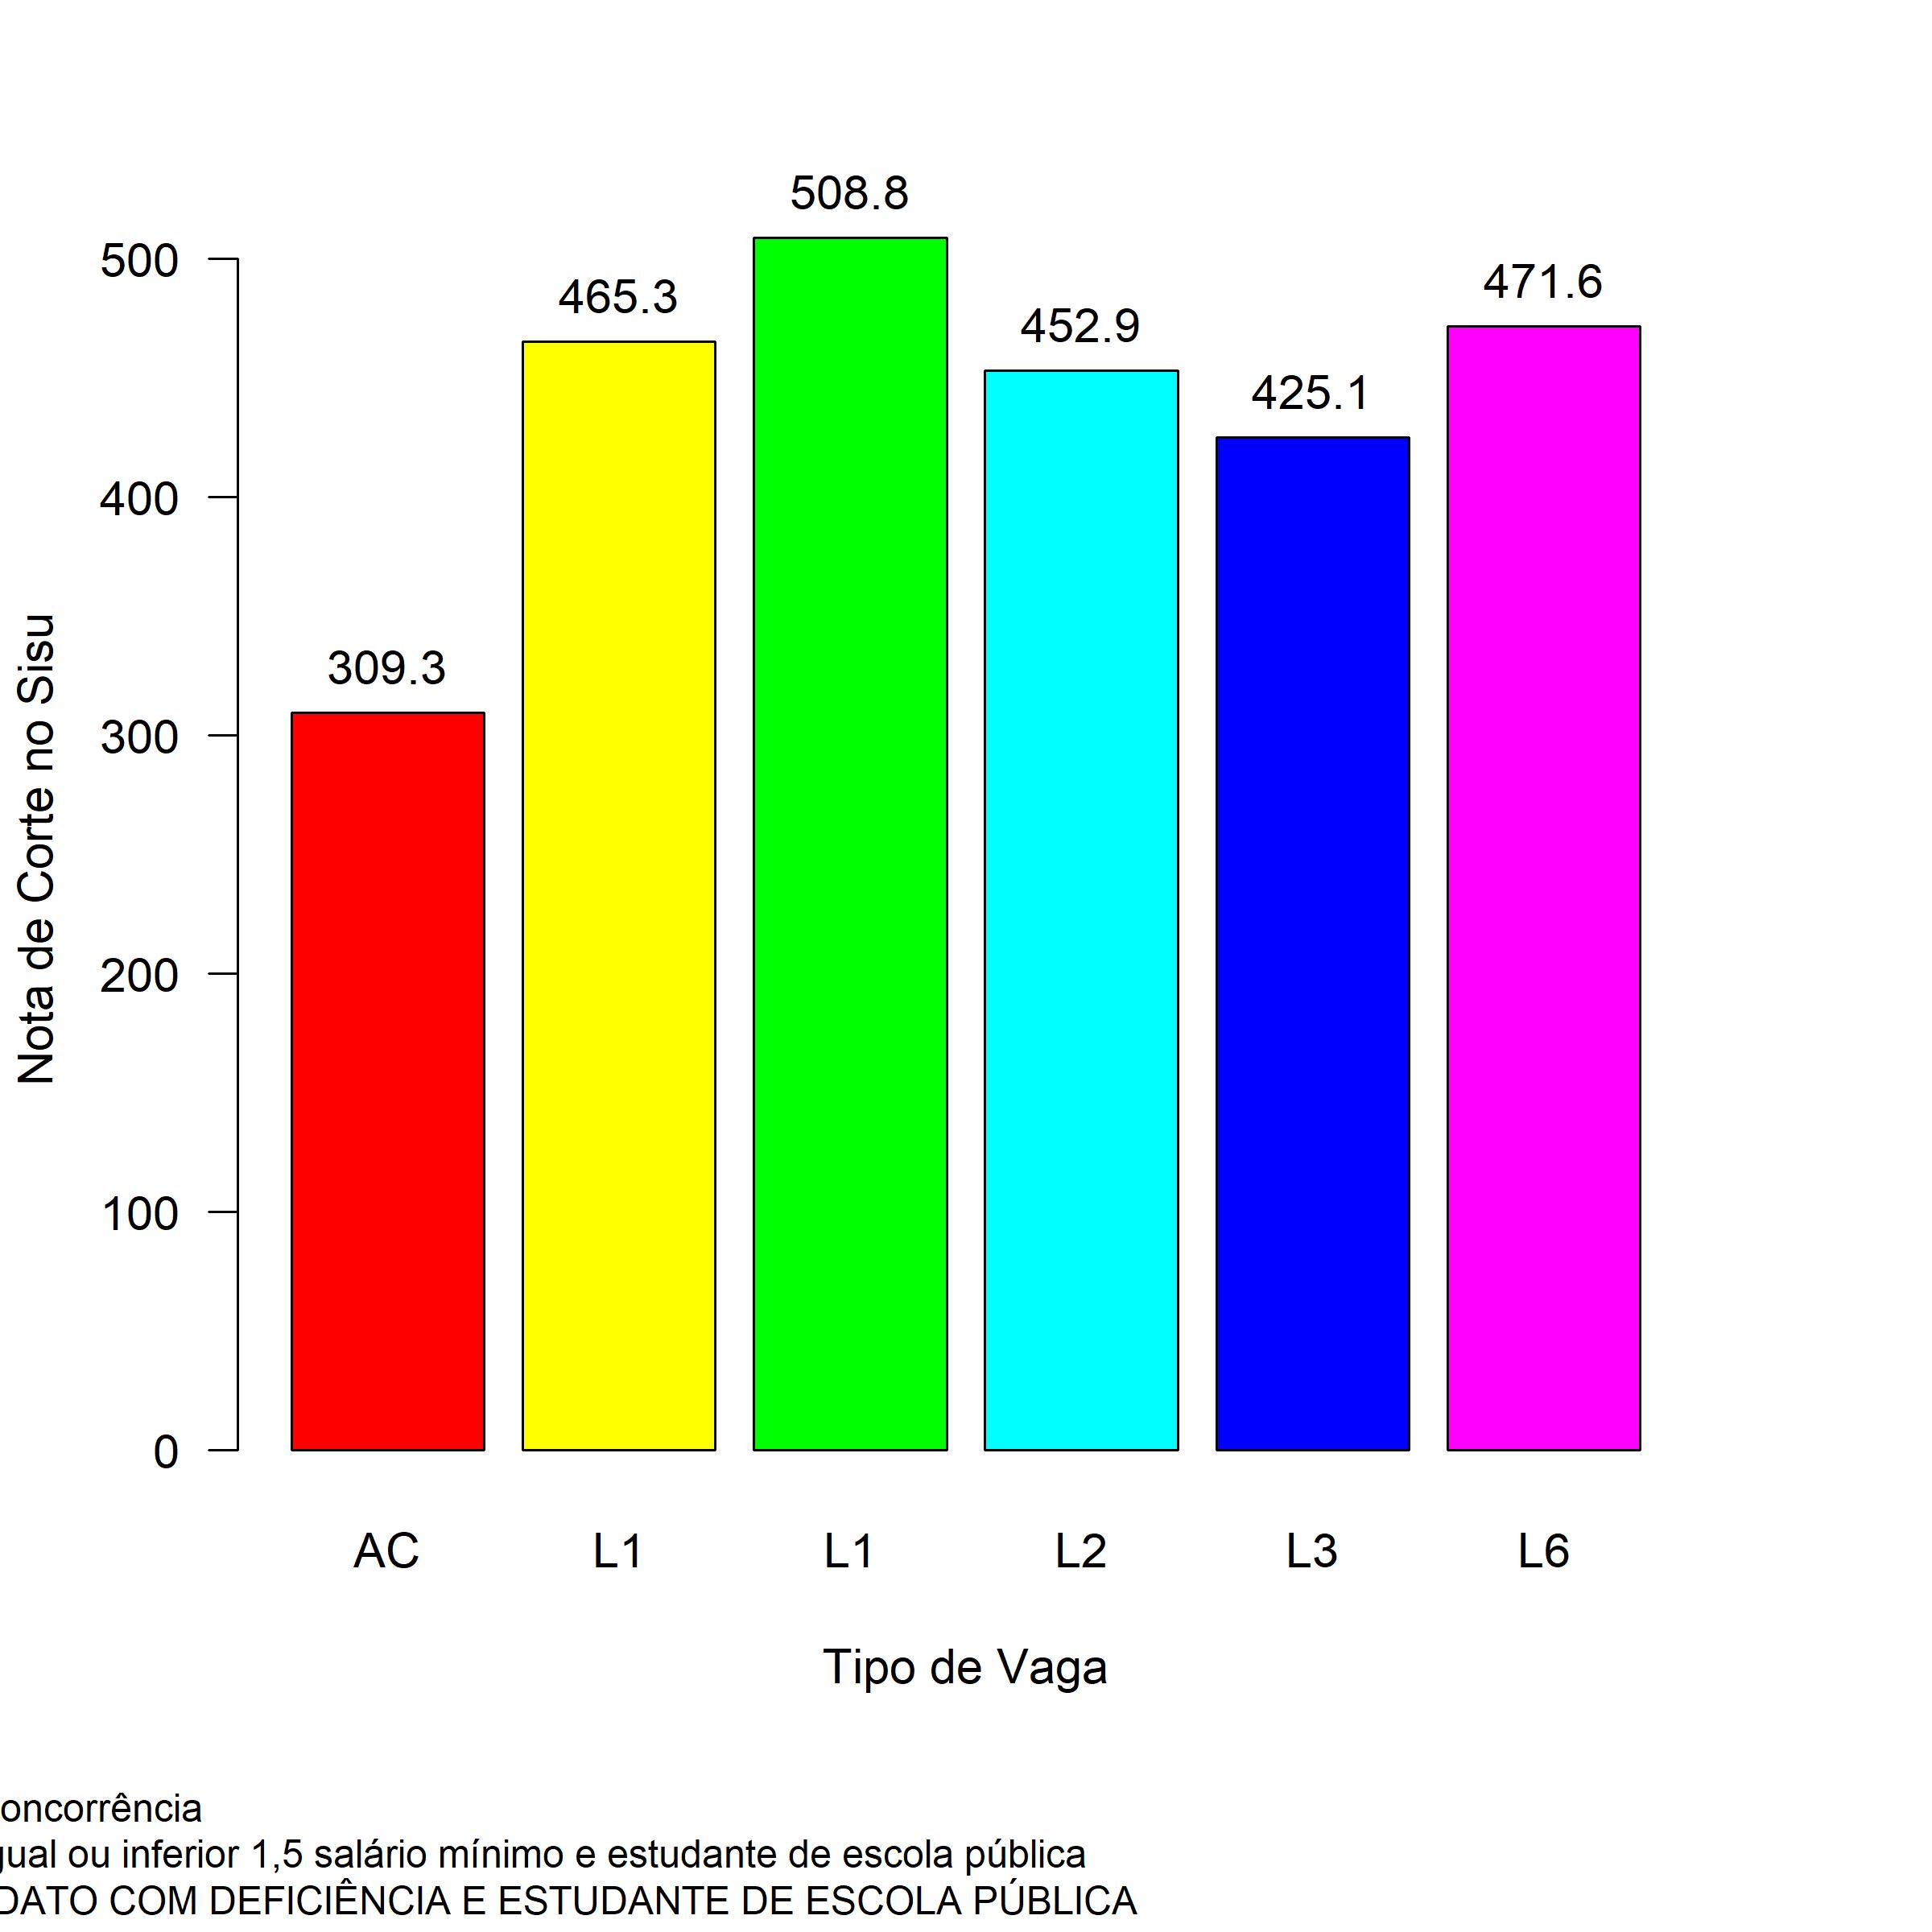 508.8
500
465.3
471.6
452.9
425.1
400
309.3
300
200
100
0
Nota de Corte no Sisu
AC L1 L1 L2 L3 L6
Tipo de Vaga
oncorrência
ou inferior 1,5 salário mínimo e estudante de escola pública
COM DEFICIÊNCIA E ESTUDANTE DE ESCOLA PÚBLICA